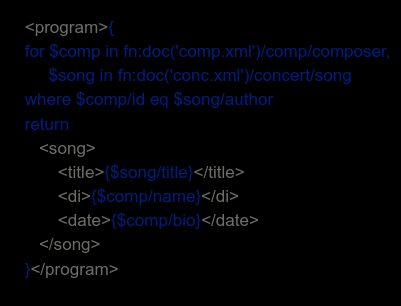 <program>{
for $comp in fn:doc('comp.xml')/comp/composer,
$song in fn:doc('conc.xml')/concert/song
where $comp/id eq $song/author
return
<song>
<title>{$song/title}</title>
<di>{$comp/name}</di>
<date>{$comp/bio}</date>
</song>
}</program>